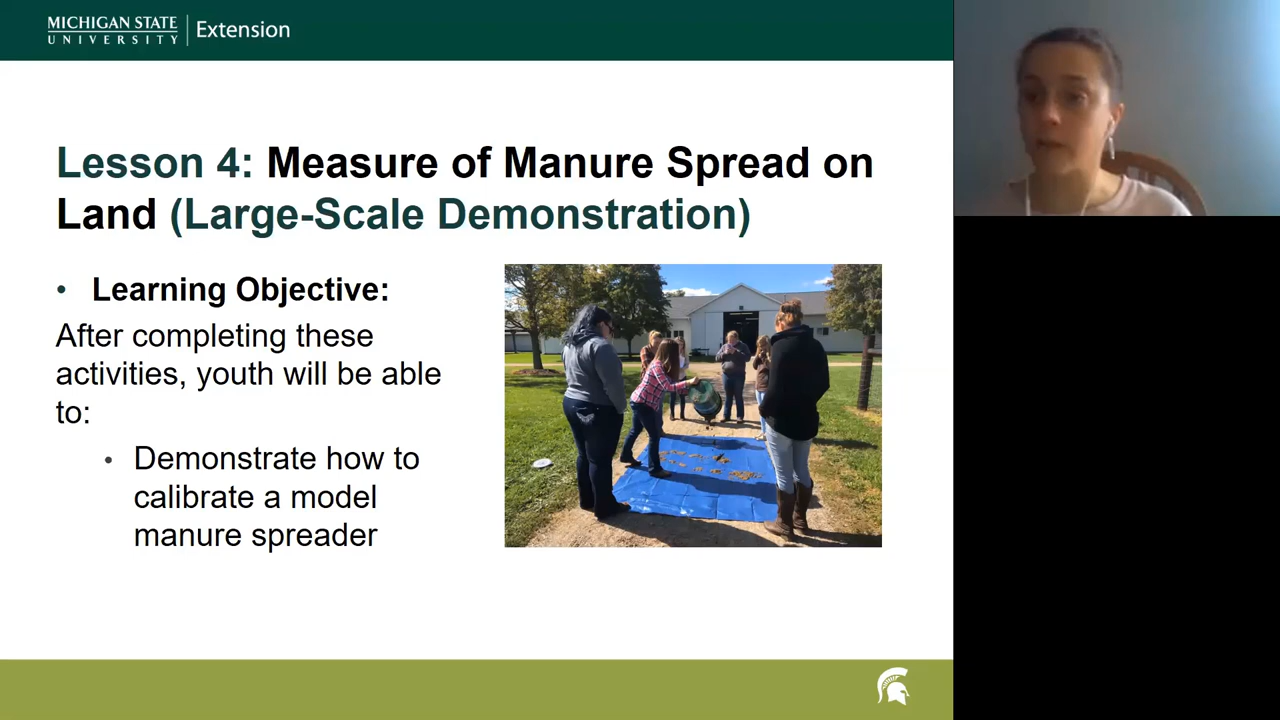 MICHIGAN STATE
UNIVERSITY
Extension
Lesson 4: Measure of Manure Spread on
Land (Large-Scale Demonstration)
• Learning Objective:
After completing these
activities, youth will be able
to:
• Demonstrate how to
calibrate a model
manure spreader